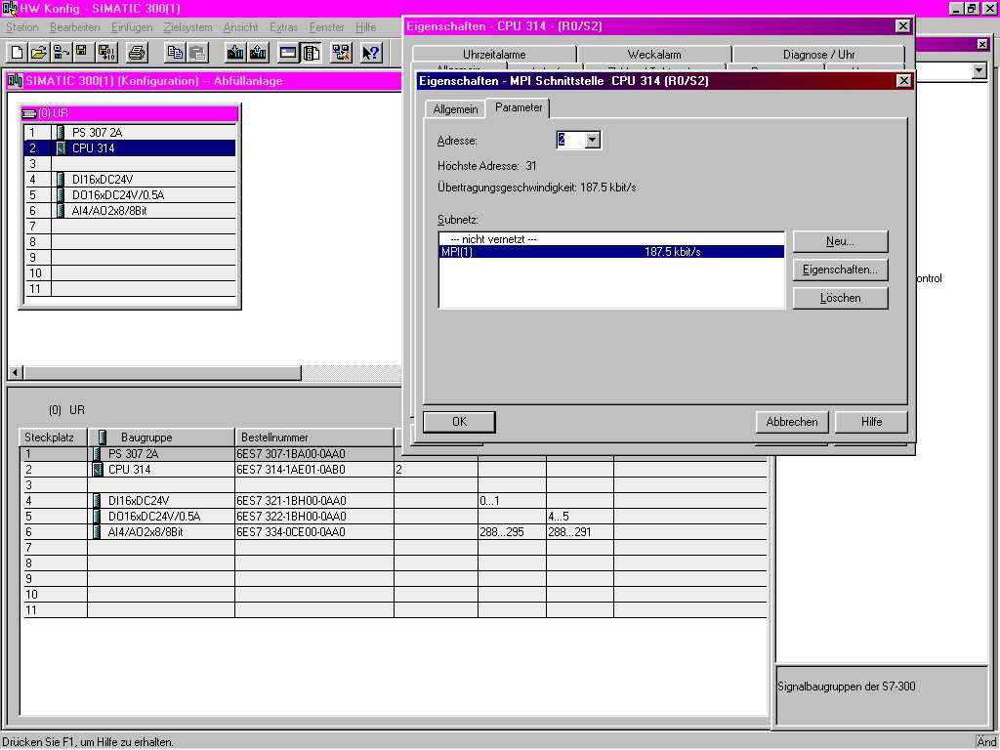 HW Konfig - SIMATIC 300(1)
Station Bearbeiten Einfügen Zielsystem Ansicht Extras Fenster Hilfe
SIMATIC 300(1) (Konfiguration) -- Abfüllanlage
(0) UR
1 PS 307 2A
2 CPU 314
3
4 DI16xDC24V
5 DO16xDC24V/0.5A
6 AI4/AO2x8/8Bit
7
8
9
10
11
Eigenschaften - CPU 314 - (R0/S2)
Uhrzeitalarme Weckalarm Diagnose / Uhr
Eigenschaften - MPI Schnittstelle CPU 314 (R0/S2)
Allgemein Parameter
Adresse: 2
Höchste Adresse: 31
Übertragungsgeschwindigkeit: 187.5 kbit/s
Subnetz:
--- nicht vernetzt ---
MPI(1) 187.5 kbit/s
Neu...
Eigenschaften...
Löschen
OK Abbrechen Hilfe
ontrol
(0) UR
Steckplatz Baugruppe Bestellnummer
1 PS 307 2A 6ES7 307-1BA00-0AA0
2 CPU 314 6ES7 314-1AE01-0AB0 2
3
4 DI16xDC24V 6ES7 321-1BH00-0AA0 0...1
5 DO16xDC24V/0.5A 6ES7 322-1BH00-0AA0 4...5
6 AI4/AO2x8/8Bit 6ES7 334-0CE00-0AA0 288...295 288...291
7
8
9
10
11
Signalbaugruppen der S7-300
Drücken Sie F1, um Hilfe zu erhalten. Änd